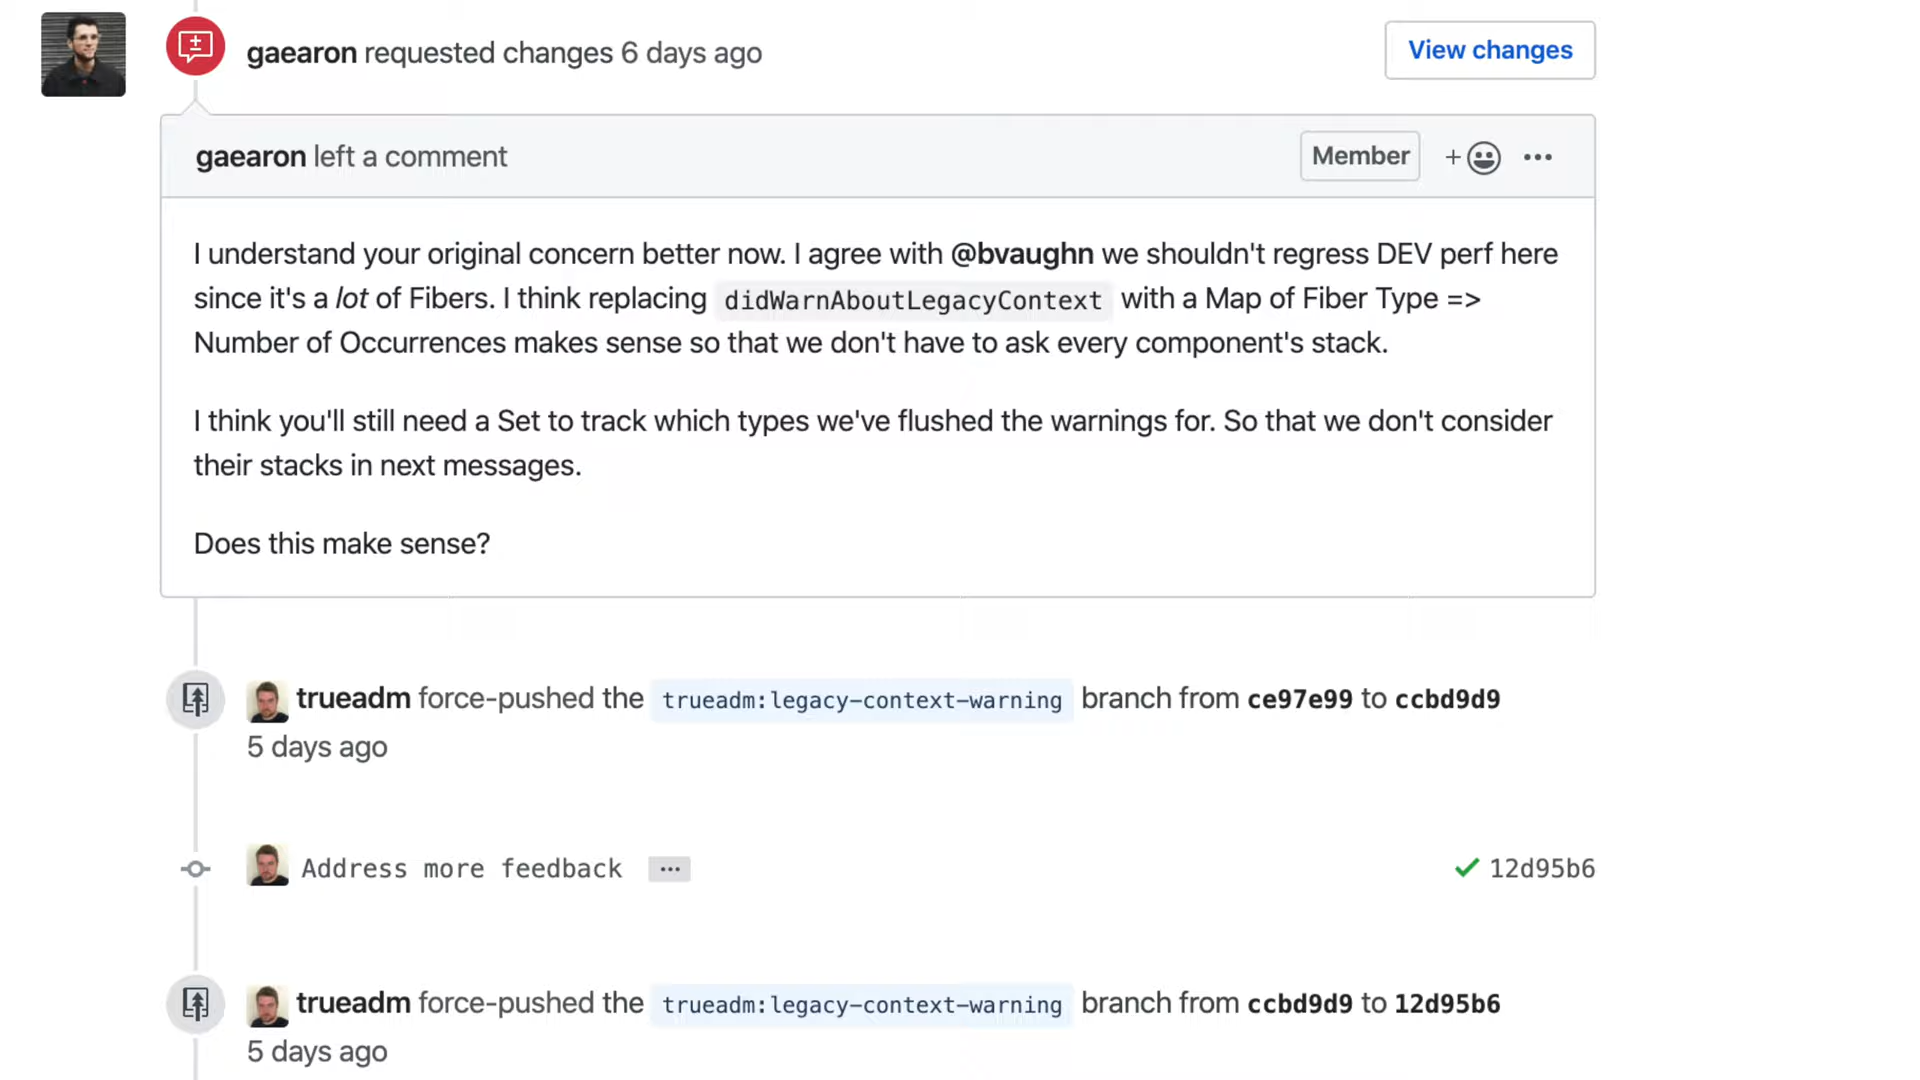 gaearon requested changes 6 days ago
View changes
gaearon left a comment
Member
I understand your original concern better now. I agree with @bvaughn we shouldn't regress DEV perf here
since it's a lot of Fibers. I think replacing didWarnAboutLegacyContext with a Map of Fiber Type =>
Number of Occurrences makes sense so that we don't have to ask every component's stack.
I think you'll still need a Set to track which types we've flushed the warnings for. So that we don't consider
their stacks in next messages.
Does this make sense?
trueadm force-pushed the trueadm:legacy-context-warning branch from ce97e99 to ccbd9d9
5 days ago
Address more feedback ...
12d95b6
trueadm force-pushed the trueadm:legacy-context-warning branch from ccbd9d9 to 12d95b6
5 days ago